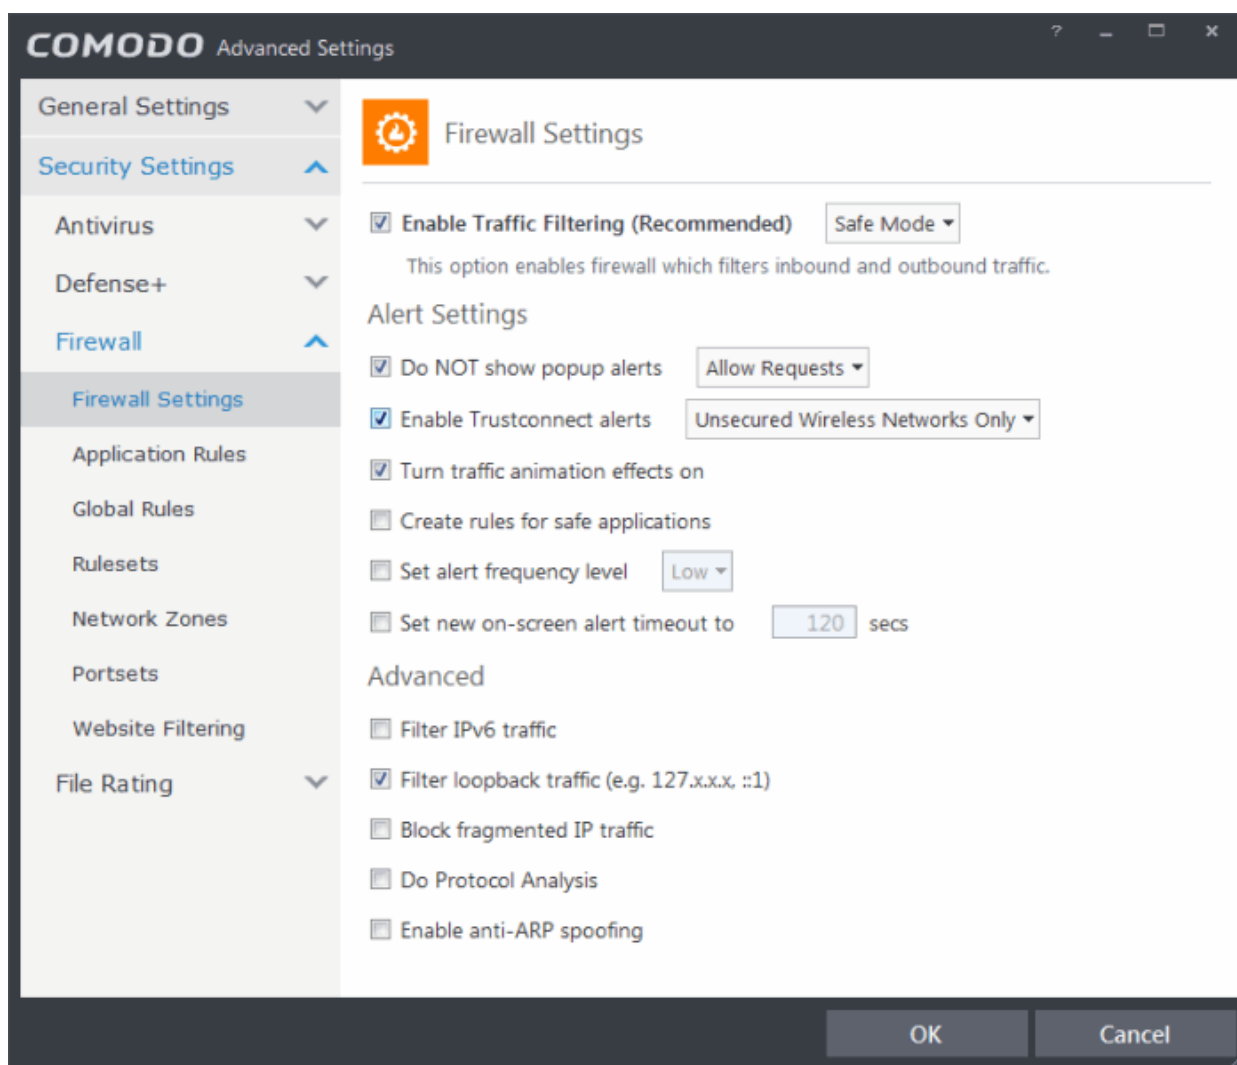 COMODO Advanced Settings ? 
General Settings
Security Settings
Antivirus
Defense+
Firewall
Firewall Settings
Application Rules
Global Rules
Rulesets
Network Zones
Portsets
Website Filtering
File Rating
Firewall Settings
Enable Traffic Filtering (Recommended) Safe Mode
This option enables firewall which filters inbound and outbound traffic.
Alert Settings
Do NOT show popup alerts Allow Requests
Enable Trustconnect alerts Unsecured Wireless Networks Only
Turn traffic animation effects on
Create rules for safe applications
Set alert frequency level Low
Set new on-screen alert timeout to 120 secs
Advanced
Filter IPv6 traffic
Filter loopback traffic (e.g. 127.x.x.x, ::1)
Block fragmented IP traffic
Do Protocol Analysis
Enable anti-ARP spoofing
OK Cancel